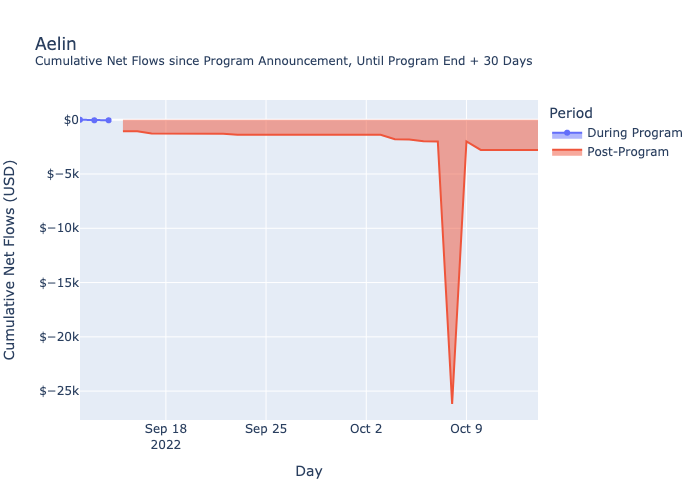 Aelin
Cumulative Net Flows since Program Announcement, Until Program End + 30 Days
Period
During Program
Post-Program
$0
$−5k
$−10k
$−15k
$−20k
$−25k
Cumulative Net Flows (USD)
Sep 18
2022
Sep 25
Oct 2
Oct 9
Day